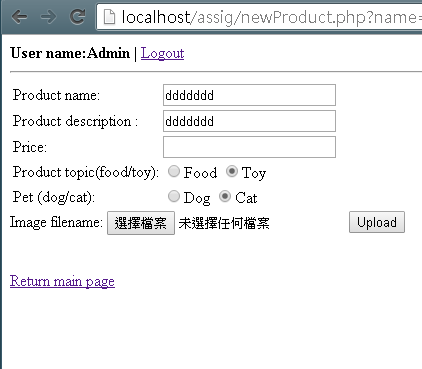 localhost/assig/newProduct.php?name=
User name:Admin | Logout
Product name: ddddddd
Product description : ddddddd
Price:
Product topic(food/toy): Food Toy
Pet (dog/cat): Dog Cat
Image filename: 選擇檔案 未選擇任何檔案 Upload
Return main page